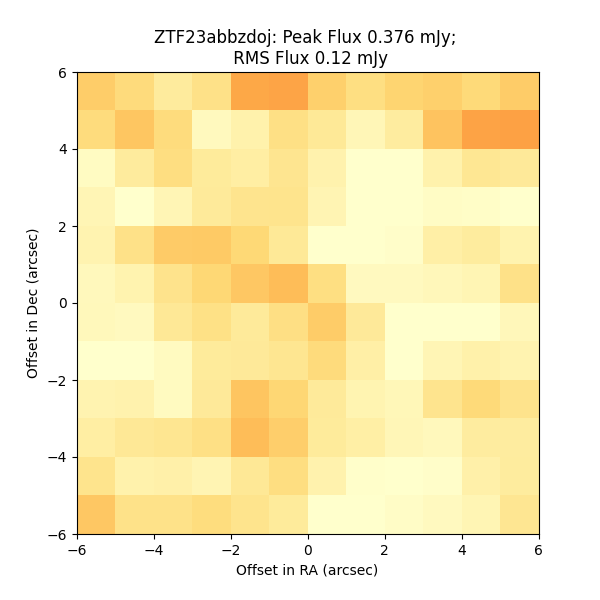 ZTF23abbzdoj: Peak Flux 0.376 mJy;
RMS Flux 0.12 mJy
6
4
2
0
−2
−4
−6
Offset in Dec (arcsec)
−6 −4 −2 0 2 4 6
Offset in RA (arcsec)